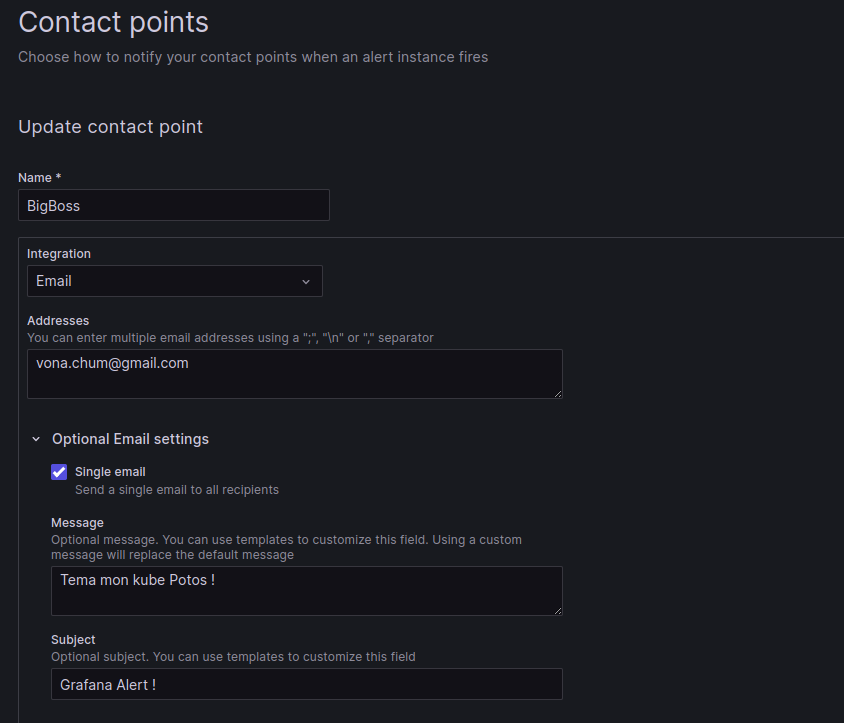 Contact points
Choose how to notify your contact points when an alert instance fires
Update contact point
Name *
BigBoss
Integration
Email
Addresses
You can enter multiple email addresses using a ";", "\n" or "," separator
vona.chum@gmail.com
Optional Email settings
Single email
Send a single email to all recipients
Message
Optional message. You can use templates to customize this field. Using a custom
message will replace the default message
Tema mon kube Potos !
Subject
Optional subject. You can use templates to customize this field
Grafana Alert !